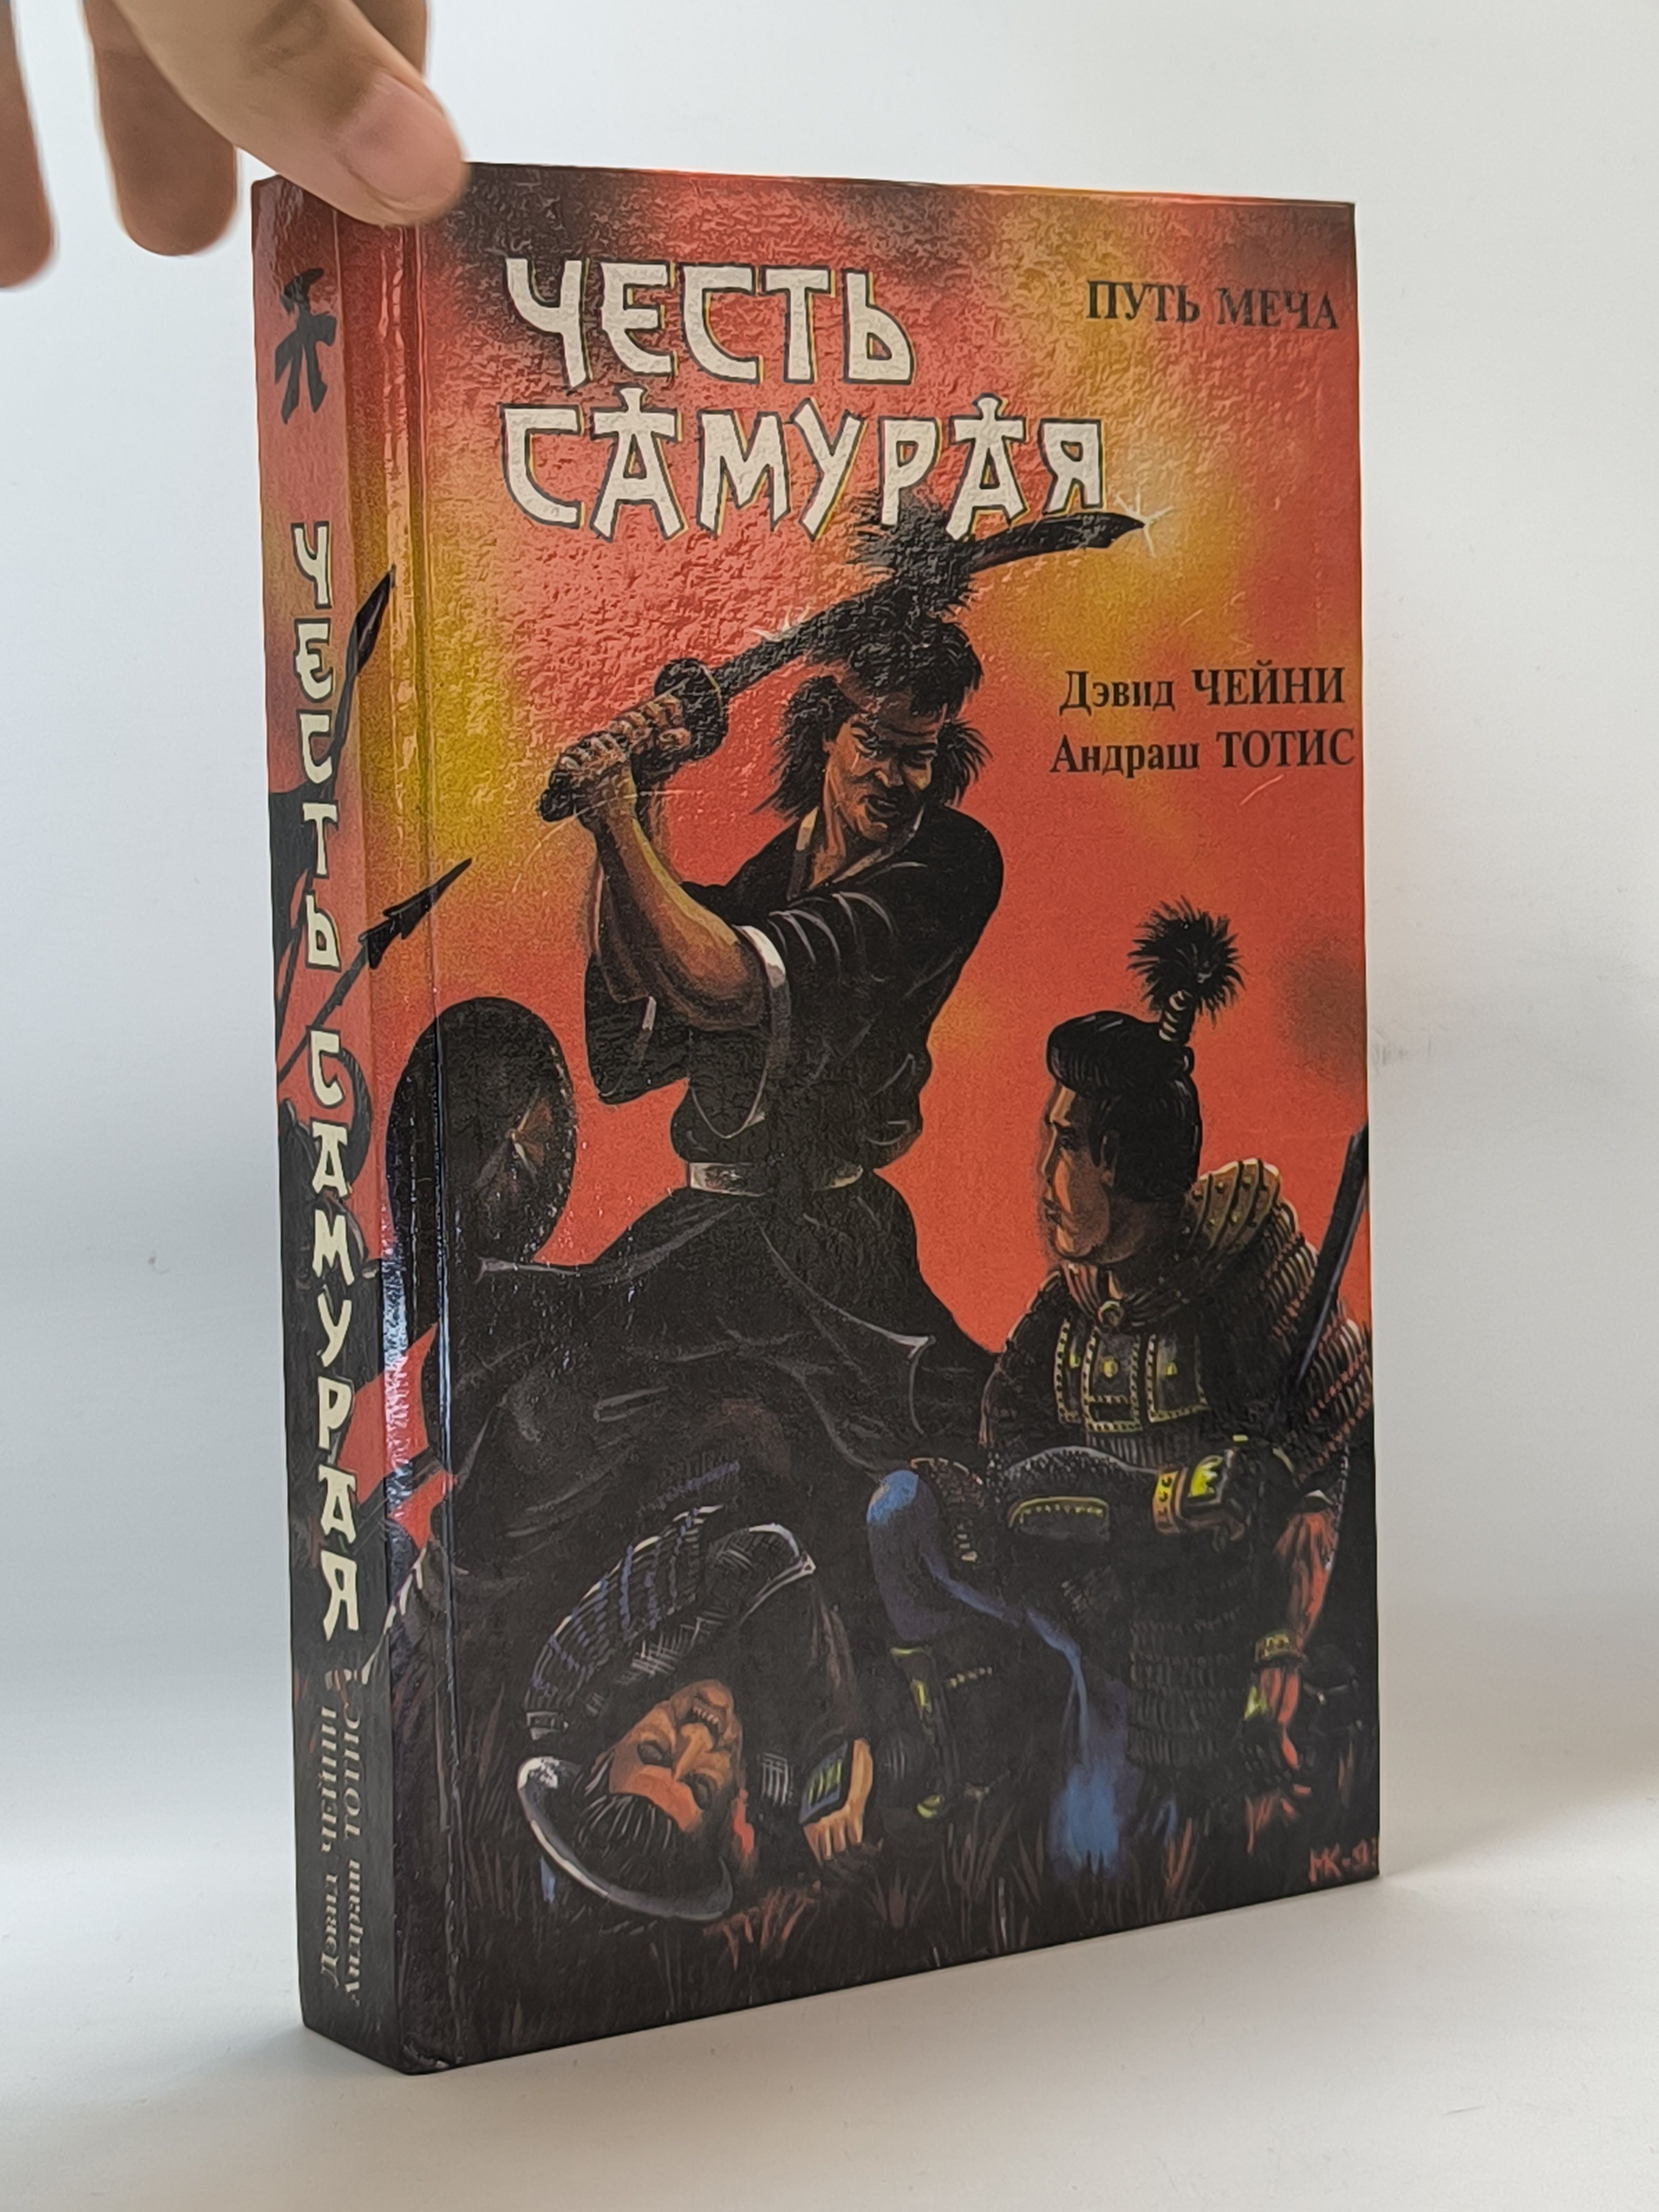 ЧЕСТЬ
САМУРАЯ
ПУТЬ МЕЧА
Дэвид ЧЕЙНИ
Андраш ТОТИС
ЧЕСТЬ САМУРАЯ
Дэвид ЧЕЙНИ
Андраш ТОТИС